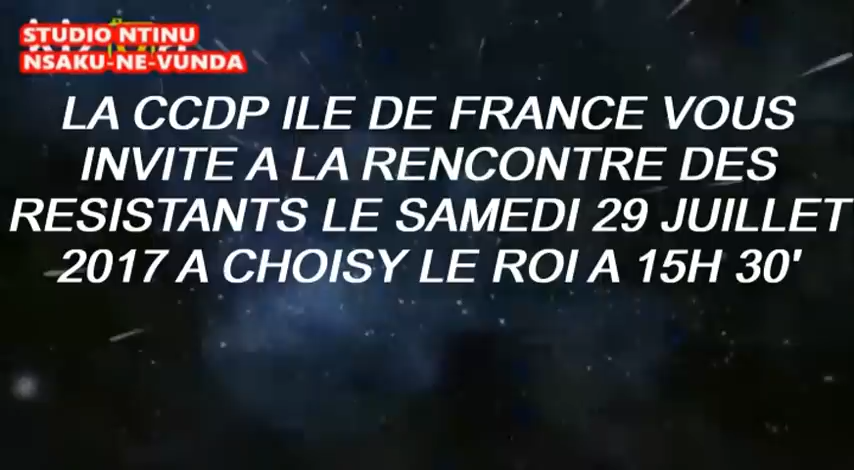 STUDIO NTINU
NSAKU-NE-VUNDA
LA CCDP ILE DE FRANCE VOUS
INVITE A LA RENCONTRE DES
RESISTANTS LE SAMEDI 29 JUILLET
2017 A CHOISY LE ROI A 15H 30'